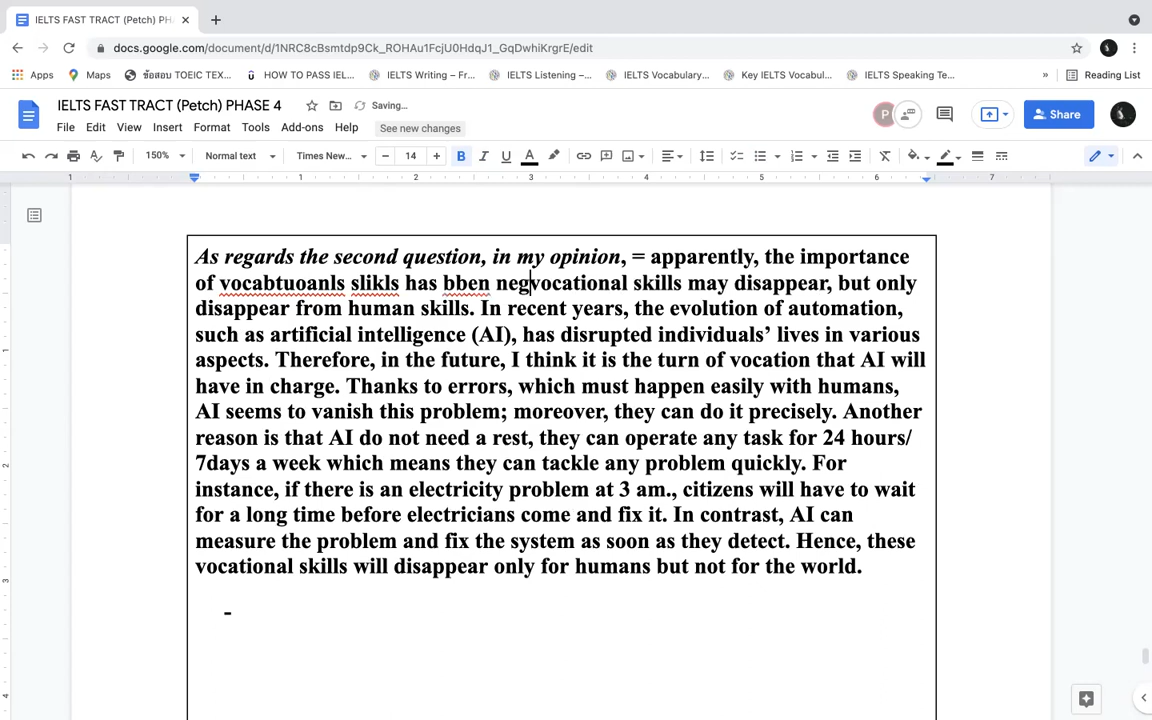 IELTS FAST TRACT (Petch) PH
docs.google.com/document/d/1NRC8cBsmtdp9Ck_ROHAu1FcjU0HdqJ1_GqDwhiKrgrE/edit
Apps Maps ข้อสอบ TOEIC TEX... HOW TO PASS IEL... IELTS Writing – Fr... IELTS Listening –... IELTS Vocabulary... Key IELTS Vocabul... IELTS Speaking Te... » Reading List
IELTS FAST TRACT (Petch) PHASE 4 Saving...
P Share
File Edit View Insert Format Tools Add-ons Help See new changes
150% Normal text Times New... 14 B I U A
1 1 2 3 4 5 6 7
As regards the second question, in my opinion, = apparently, the importance
of vocabtuoanls slikls has bben negvocational skills may disappear, but only
disappear from human skills. In recent years, the evolution of automation,
such as artificial intelligence (AI), has disrupted individuals’ lives in various
aspects. Therefore, in the future, I think it is the turn of vocation that AI will
have in charge. Thanks to errors, which must happen easily with humans,
AI seems to vanish this problem; moreover, they can do it precisely. Another
reason is that AI do not need a rest, they can operate any task for 24 hours/
7days a week which means they can tackle any problem quickly. For
instance, if there is an electricity problem at 3 am., citizens will have to wait
for a long time before electricians come and fix it. In contrast, AI can
measure the problem and fix the system as soon as they detect. Hence, these
vocational skills will disappear only for humans but not for the world.
-
1
2
3
4